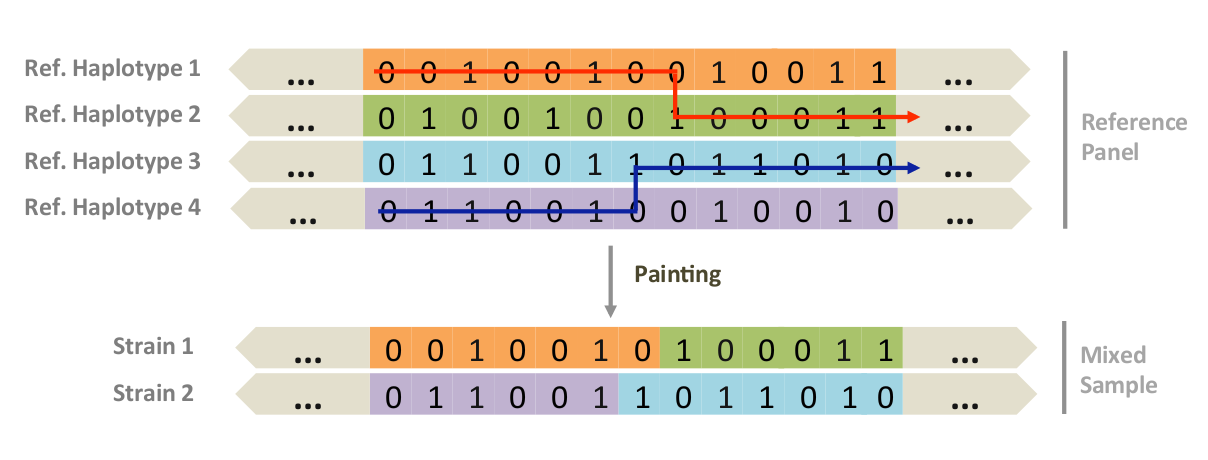 Ref. Haplotype 1 ... 0 0 1 0 0 1 0 0 1 0 0 1 1 ...
Ref. Haplotype 2 ... 0 1 0 0 1 0 0 1 0 0 0 1 1 ...
Ref. Haplotype 3 ... 0 1 1 0 0 1 1 0 1 1 0 1 0 ...
Ref. Haplotype 4 ... 0 1 1 0 0 1 0 0 1 0 0 1 0 ...
Reference
Panel
Painting
Strain 1 ... 0 0 1 0 0 1 0 1 0 0 0 1 1 ...
Strain 2 ... 0 1 1 0 0 1 1 0 1 1 0 1 0 ...
Mixed
Sample